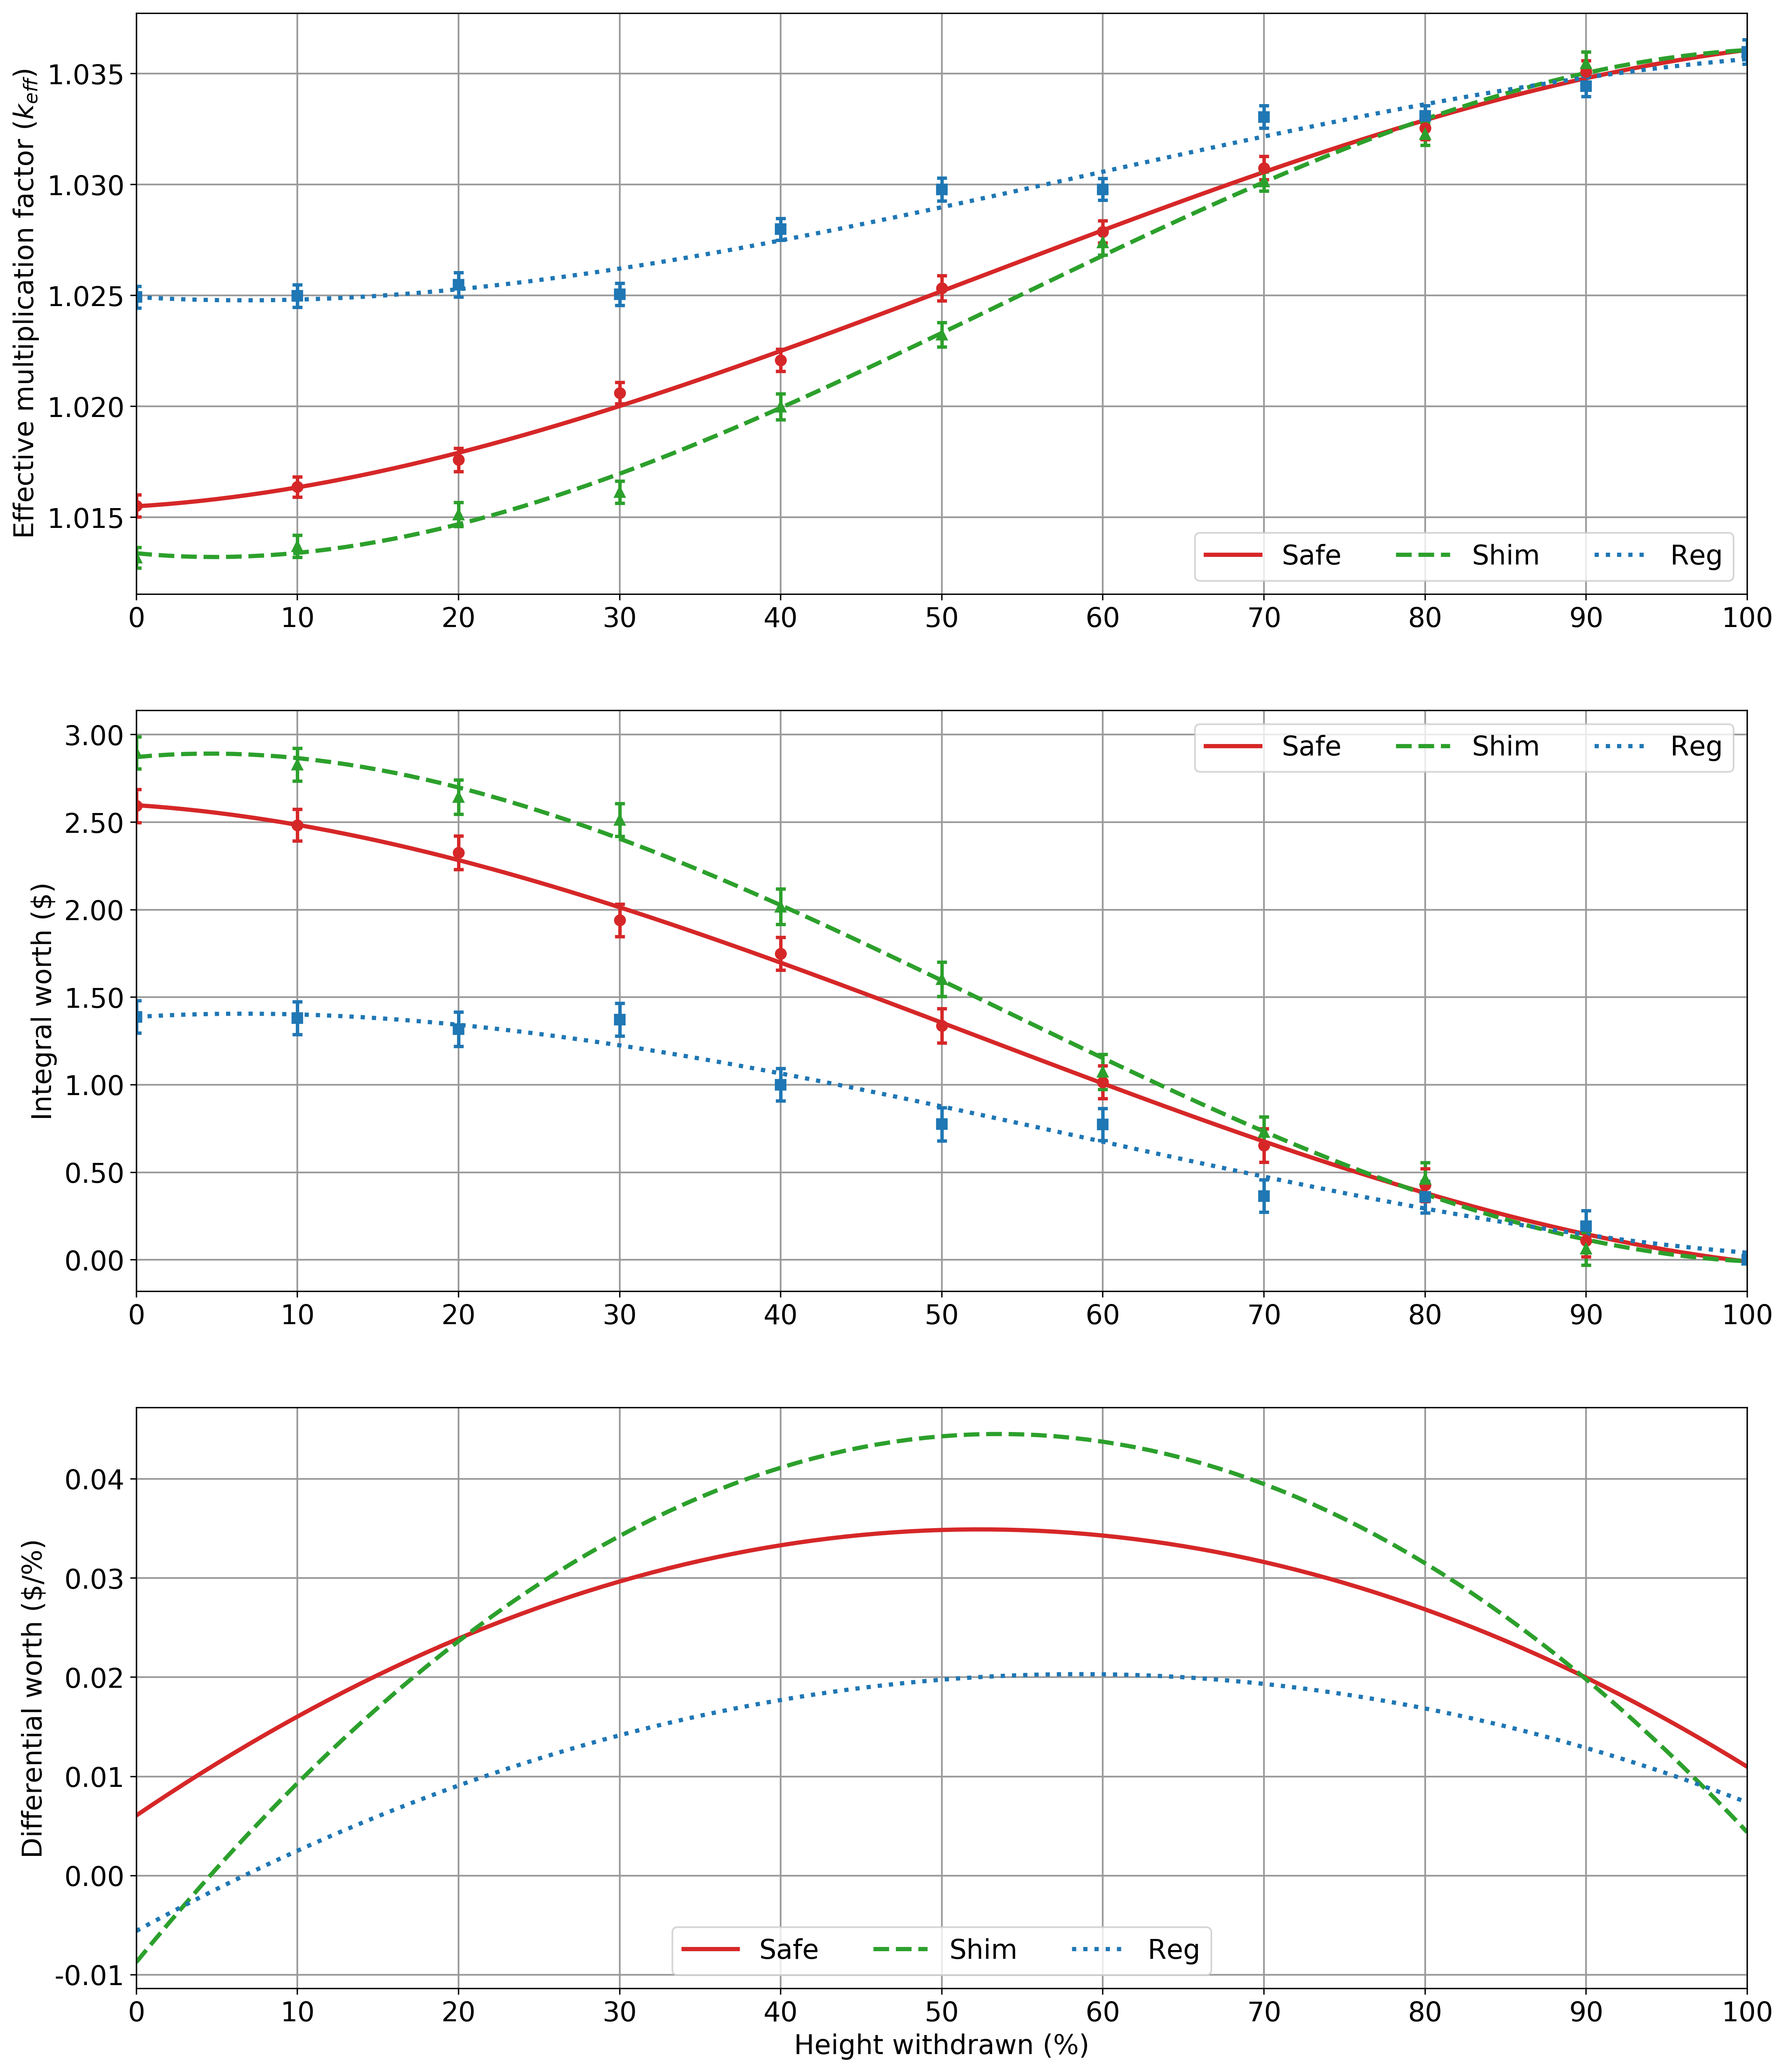 Effective multiplication factor (k_eff)
1.035
1.030
1.025
1.020
1.015
Safe Shim Reg
0 10 20 30 40 50 60 70 80 90 100
Integral worth ($)
3.00
2.50
2.00
1.50
1.00
0.50
0.00
Safe Shim Reg
0 10 20 30 40 50 60 70 80 90 100
Differential worth ($/%)
0.04
0.03
0.02
0.01
0.00
-0.01
Safe Shim Reg
0 10 20 30 40 50 60 70 80 90 100
Height withdrawn (%)